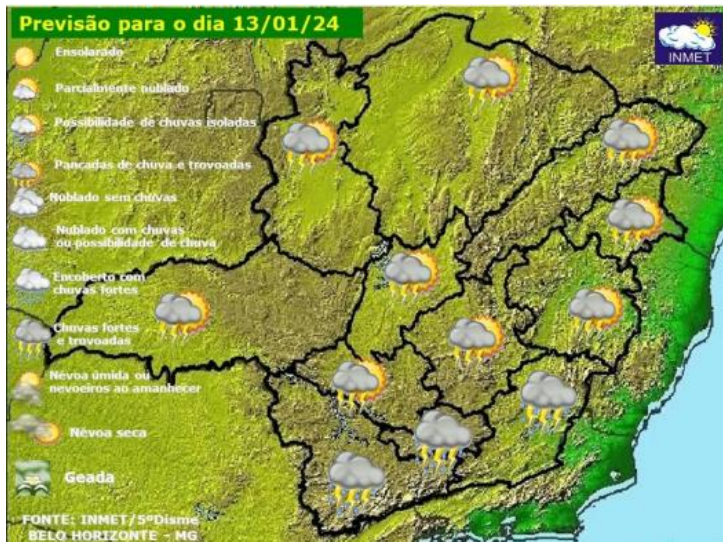 Previsão para o dia 13/01/24
INMET
Ensolarado
Parcialmente nublado
Possibilidade de chuvas isoladas
Pancadas de chuva e trovoadas
Nublado sem chuvas
Nublado com chuvas
ou possibilidade de chuva
Encoberto com
chuvas fortes
Chuvas fortes
e trovoadas
Névoa úmida ou
nevoeiros ao amanhecer
Névoa seca
Geada
FONTE: INMET/5ºDisme
BELO HORIZONTE - MG